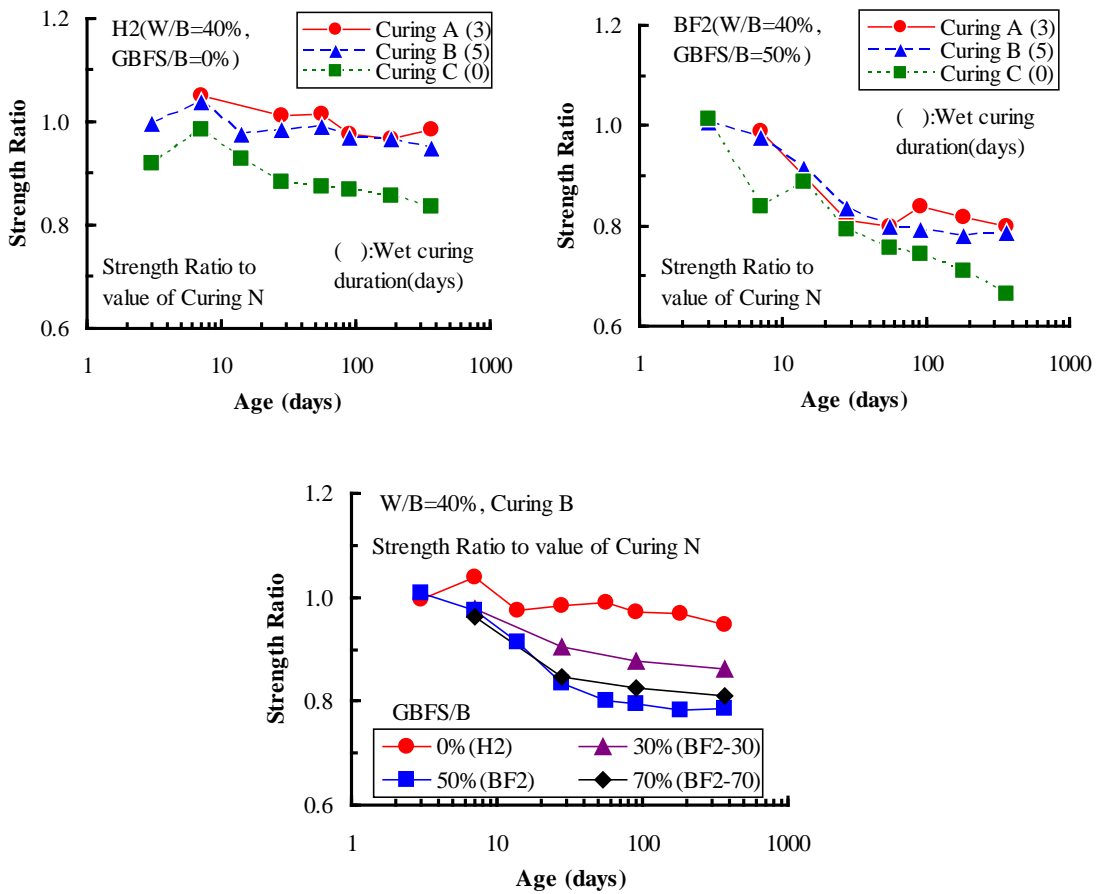 H2(W/B=40%,
GBFS/B=0%)
Curing A (3)
Curing B (5)
Curing C (0)
1.2
1.0
0.8
0.6
Strength Ratio
( ):Wet curing
duration(days)
Strength Ratio to
value of Curing N
1 10 100 1000
Age (days)
BF2(W/B=40%,
GBFS/B=50%)
Curing A (3)
Curing B (5)
Curing C (0)
1.2
1.0
0.8
0.6
Strength Ratio
( ):Wet curing
duration(days)
Strength Ratio to
value of Curing N
1 10 100 1000
Age (days)
W/B=40%, Curing B
Strength Ratio to value of Curing N
1.2
1.0
0.8
0.6
Strength Ratio
GBFS/B
0%(H2) 30%(BF2-30)
50%(BF2) 70%(BF2-70)
1 10 100 1000
Age (days)